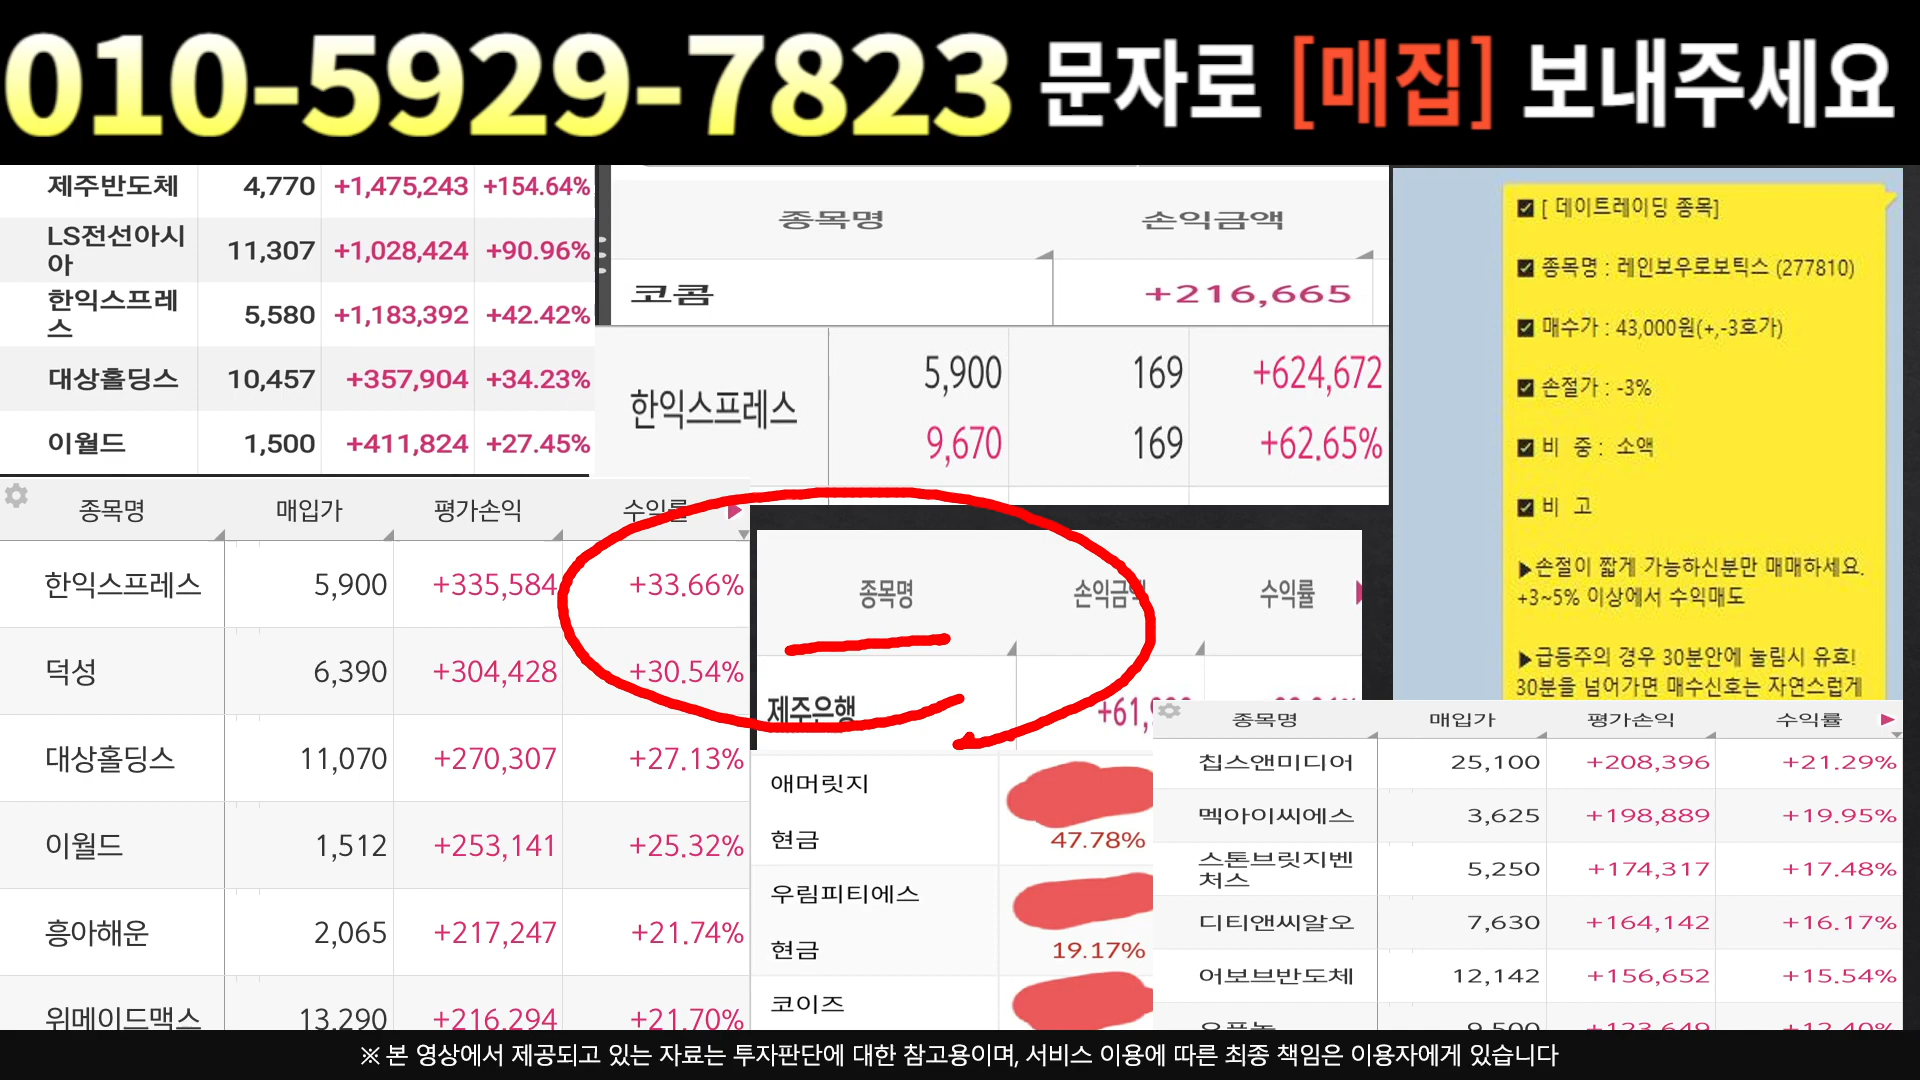 010-5929-7823 문자로 [매집] 보내주세요
제주반도체 4,770 +1,475,243 +154.64%
LS전선아시아 11,307 +1,028,424 +90.96%
한익스프레스 5,580 +1,183,392 +42.42%
대상홀딩스 10,457 +357,904 +34.23%
이월드 1,500 +411,824 +27.45%
종목명 손익금액
코콤 +216,665
한익스프레스 5,900 169 +624,672
9,670 169 +62.65%
☑ [ 데이트레이딩 종목]
☑ 종목명 : 레인보우로보틱스 (277810)
☑ 매수가 : 43,000원(+,-3호가)
☑ 손절가 : -3%
☑ 비 중 : 소액
☑ 비 고
▶손절이 짧게 가능하신분만 매매하세요.
+3~5% 이상에서 수익매도
▶급등주의 경우 30분안에 눌림시 유효!
30분을 넘어가면 매수신호는 자연스럽게
종목명 매입가 평가손익 수익률
한익스프레스 5,900 +335,584 +33.66%
덕성 6,390 +304,428 +30.54%
대상홀딩스 11,070 +270,307 +27.13%
이월드 1,512 +253,141 +25.32%
흥아해운 2,065 +217,247 +21.74%
위메이드맥스 13,290 +216,294 +21.70%
종목명 손익금액 수익률
제주은행 +61,
애머릿지
현금 47.78%
우림피티에스
현금 19.17%
코이즈
종목명 매입가 평가손익 수익률
칩스앤미디어 25,100 +208,396 +21.29%
멕아이씨에스 3,625 +198,889 +19.95%
스톤브릿지벤처스 5,250 +174,317 +17.48%
디티앤씨알오 7,630 +164,142 +16.17%
어보브반도체 12,142 +156,652 +15.54%
9,500 +123,649 +12.40%
※ 본 영상에서 제공되고 있는 자료는 투자판단에 대한 참고용이며, 서비스 이용에 따른 최종 책임은 이용자에게 있습니다